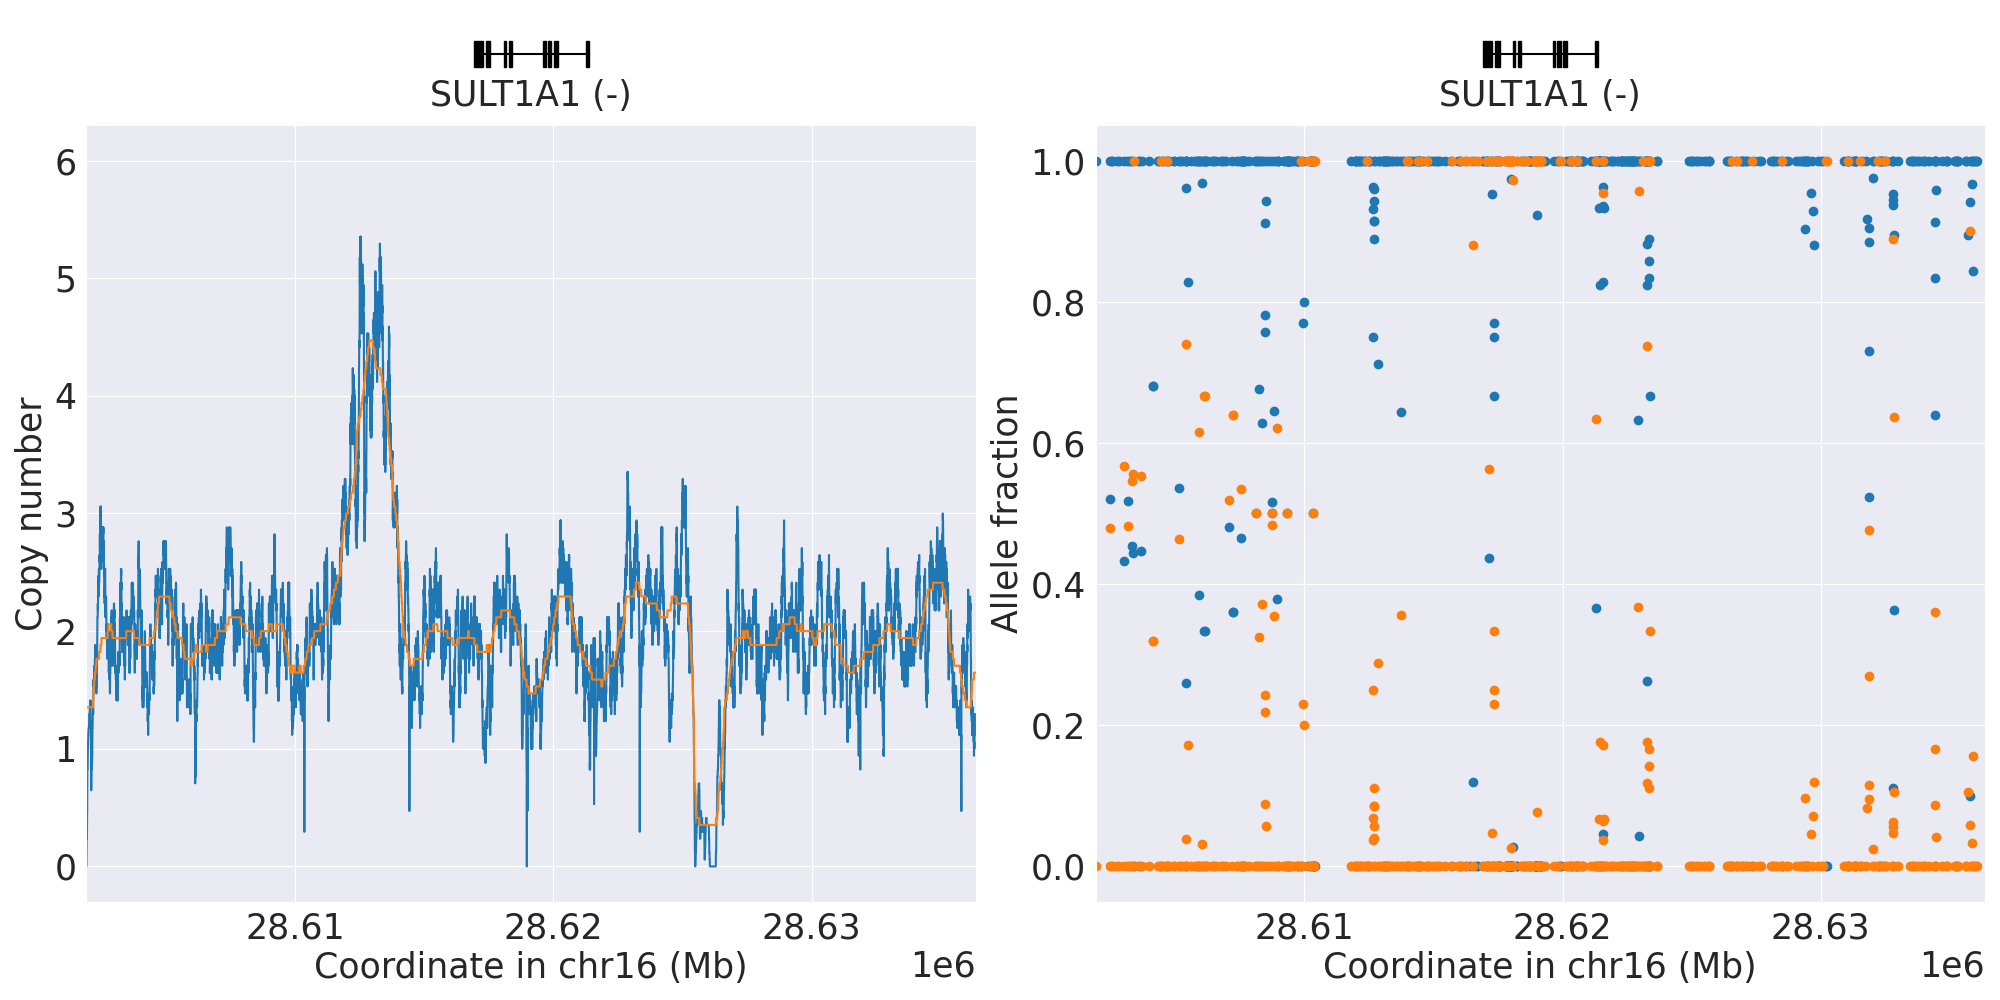 SULT1A1 (-)
Copy number
6
5
4
3
2
1
0
28.61
28.62
28.63
Coordinate in chr16 (Mb)
1e6
SULT1A1 (-)
Allele fraction
1.0
0.8
0.6
0.4
0.2
0.0
28.61
28.62
28.63
Coordinate in chr16 (Mb)
1e6